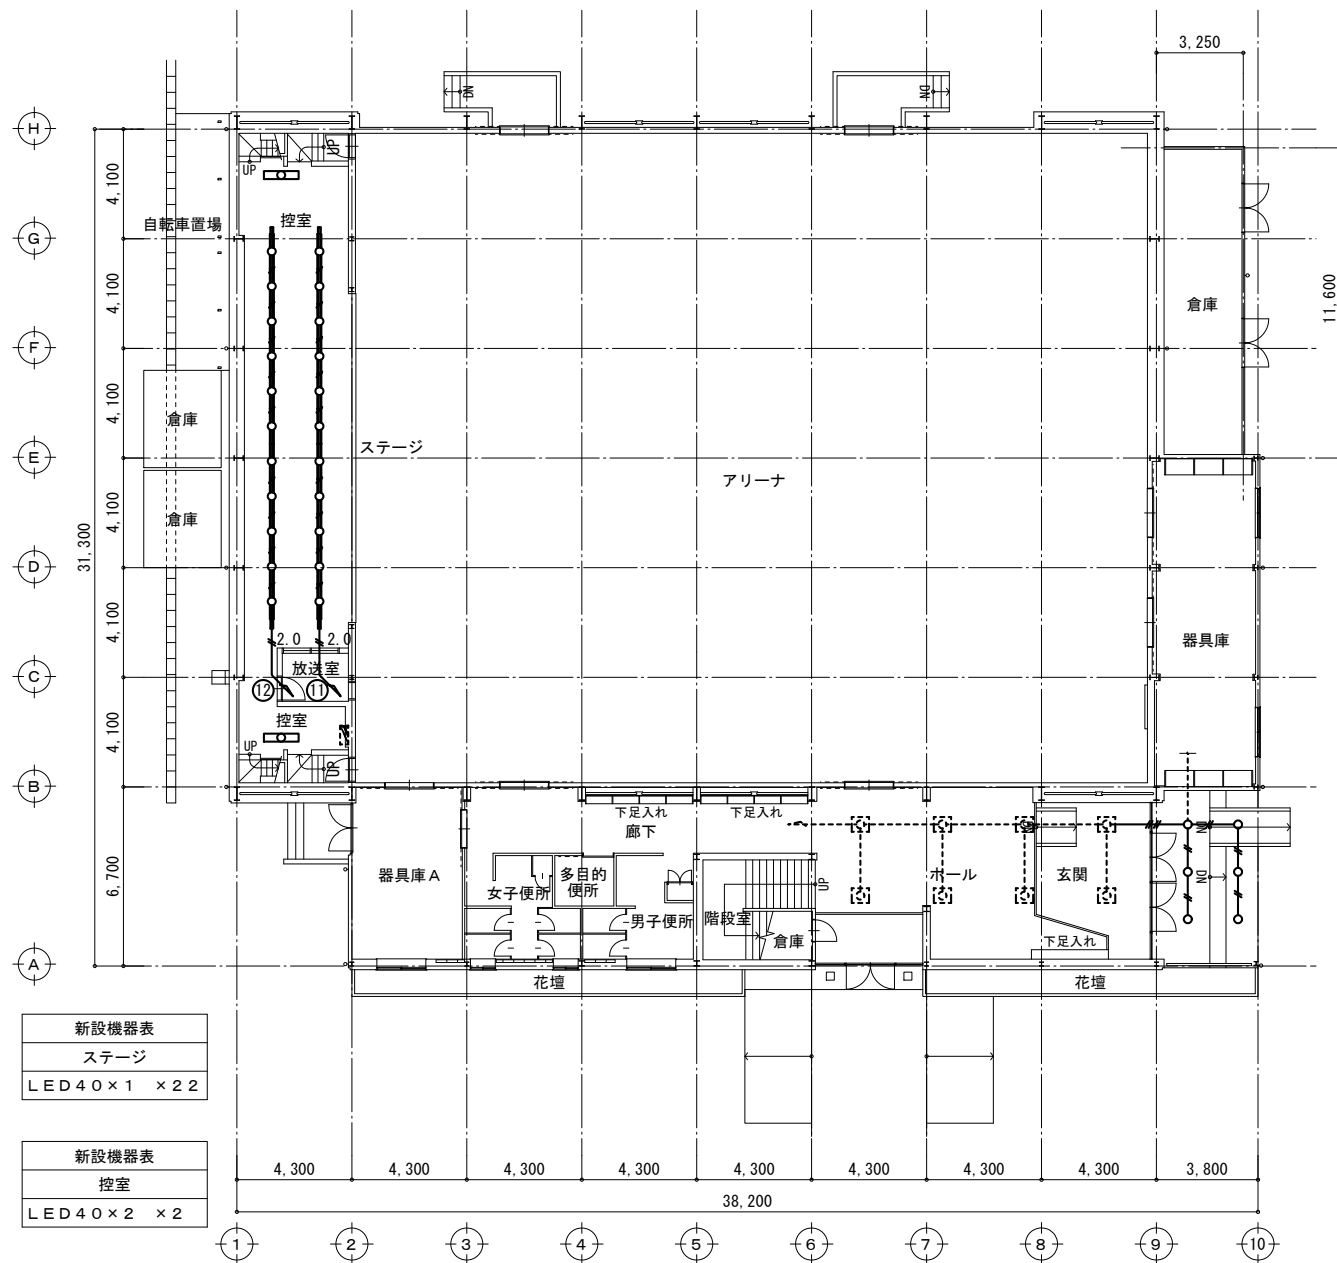 3,250
DN
DN
H
UP
UP
4,100
自転車置場
控室
G
4,100
倉庫
11,600
F
4,100
倉庫
ステージ
E
アリーナ
4,100
倉庫
31,300
D
4,100
2.0
2.0
器具庫
放送室
C
12
11
4,100
控室
UP
UP
B
下足入れ
下足入れ
廊下
DN
DN
6,700
器具庫A
女子便所
多目的
便所
UP
ホール
玄関
DN
男子便所
階段室
倉庫
下足入れ
A
花壇
花壇
新設機器表
ステージ
LED40×1 ×22
新設機器表
控室
LED40×2 ×2
4,300
4,300
4,300
4,300
4,300
4,300
4,300
4,300
3,800
38,200
1
2
3
4
5
6
7
8
9
10